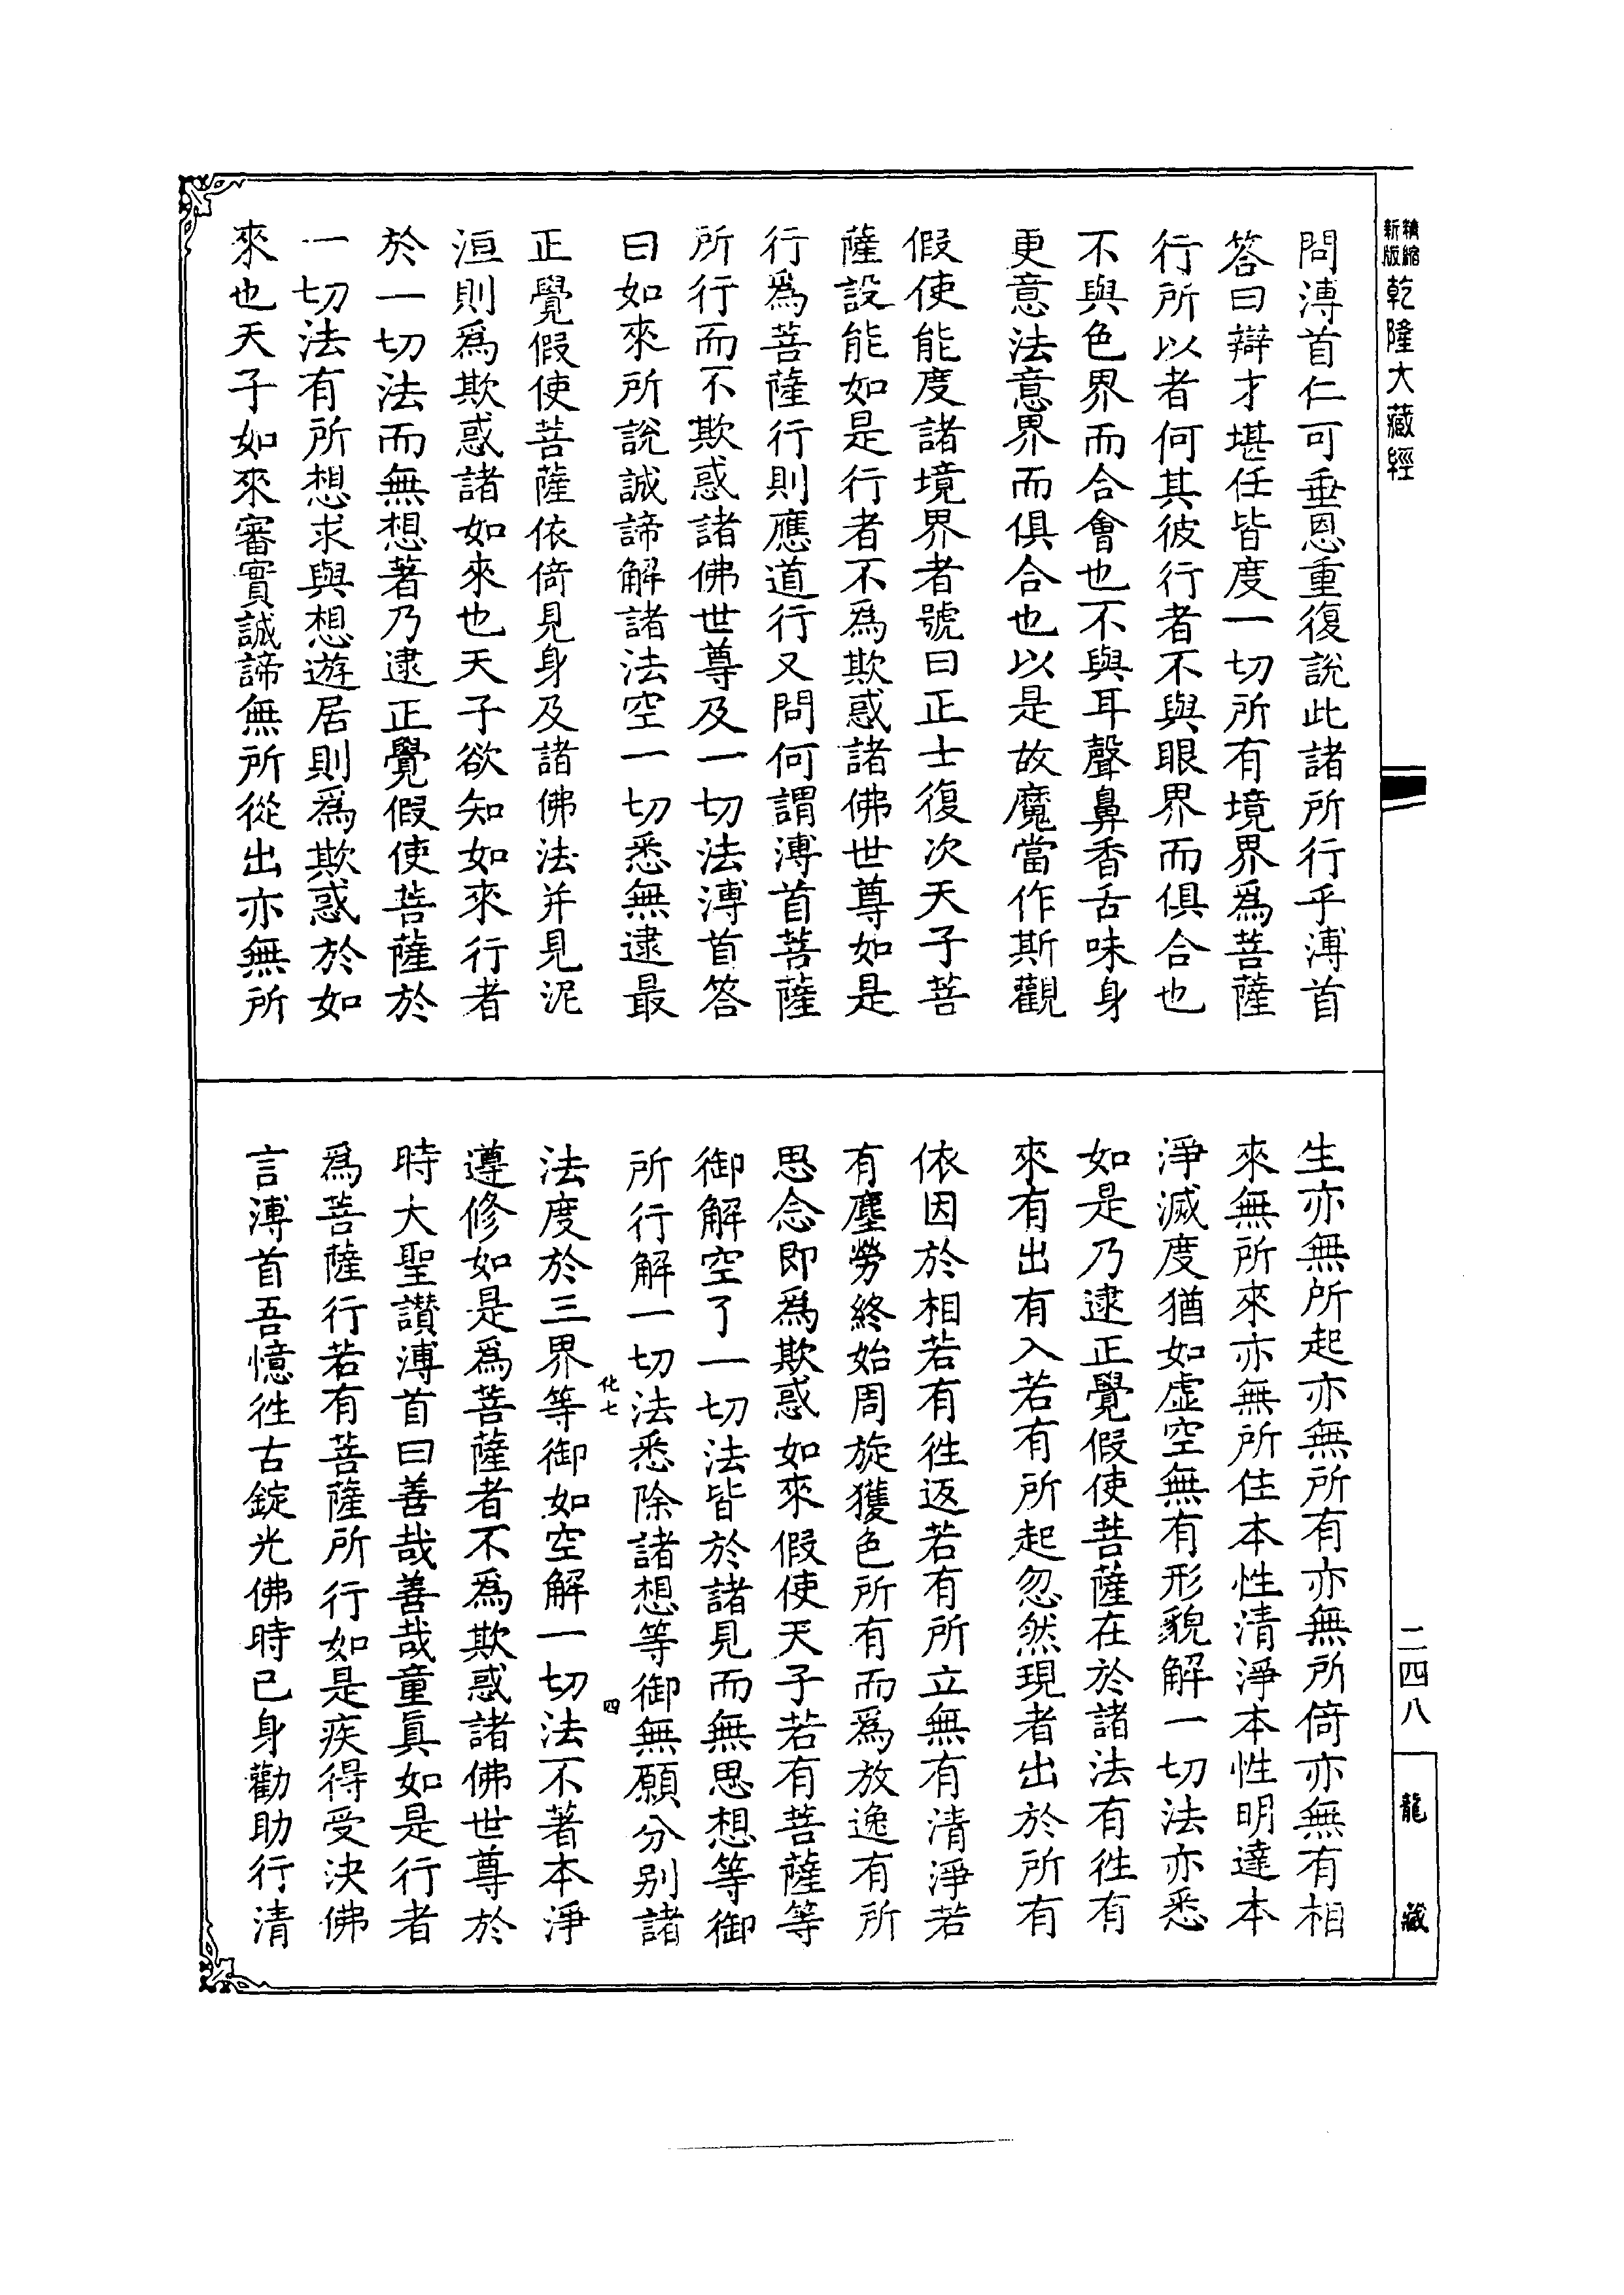 精縮
新版
乾隆大藏經
問溥首仁可垂恩重復說此諸所行乎溥首
答曰辯才堪任皆度一切所有境界爲菩薩
行所以者何其彼行者不與眼界而俱合也
不與色界而合會也不與耳聲鼻香舌味身
更意法意界而俱合也以是故魔當作斯觀
假使能度諸境界者號曰正士復次天子菩
薩設能如是行者不爲欺惑諸佛世尊如是
行爲菩薩行則應道行又問何謂溥首菩薩
所行而不欺惑諸佛世尊及一切法溥首答
曰如來所說誠諦解諸法空一切悉無逮最
正覺假使菩薩依倚見身及諸佛法并見泥
洹則爲欺惑諸如來也天子欲知如來行者
於一切法而無想著乃逮正覺假使菩薩於
一切法有所想求與想遊居則爲欺惑於如
來也天子如來審實誠諦無所從出亦無所
生亦無所起亦無所有亦無所倚亦無有相
來無所來亦無所住本性清淨本性明達本
淨滅度猶如虛空無有形貌解一切法亦悉
如是乃逮正覺假使菩薩在於諸法有往有
來有出有入若有所起忽然現者出於所有
依因於相若有往返若有所立無有清淨若
有塵勞終始周旋獲色所有而爲放逸有所
思念即爲欺惑如來假使天子若有菩薩等
御解空了一切法皆於諸見而無思想等御
所行解一切法悉除諸想等御無願分别諸
化七
四
法度於三界等御如空解一切法不著本淨
遵修如是爲菩薩者不爲欺惑諸佛世尊於
時大聖讚溥首曰善哉善哉童眞如是行者
爲菩薩行若有菩薩所行如是疾得受決佛
言溥首吾憶往古錠光佛時已身勸助行清
二四八
龍藏